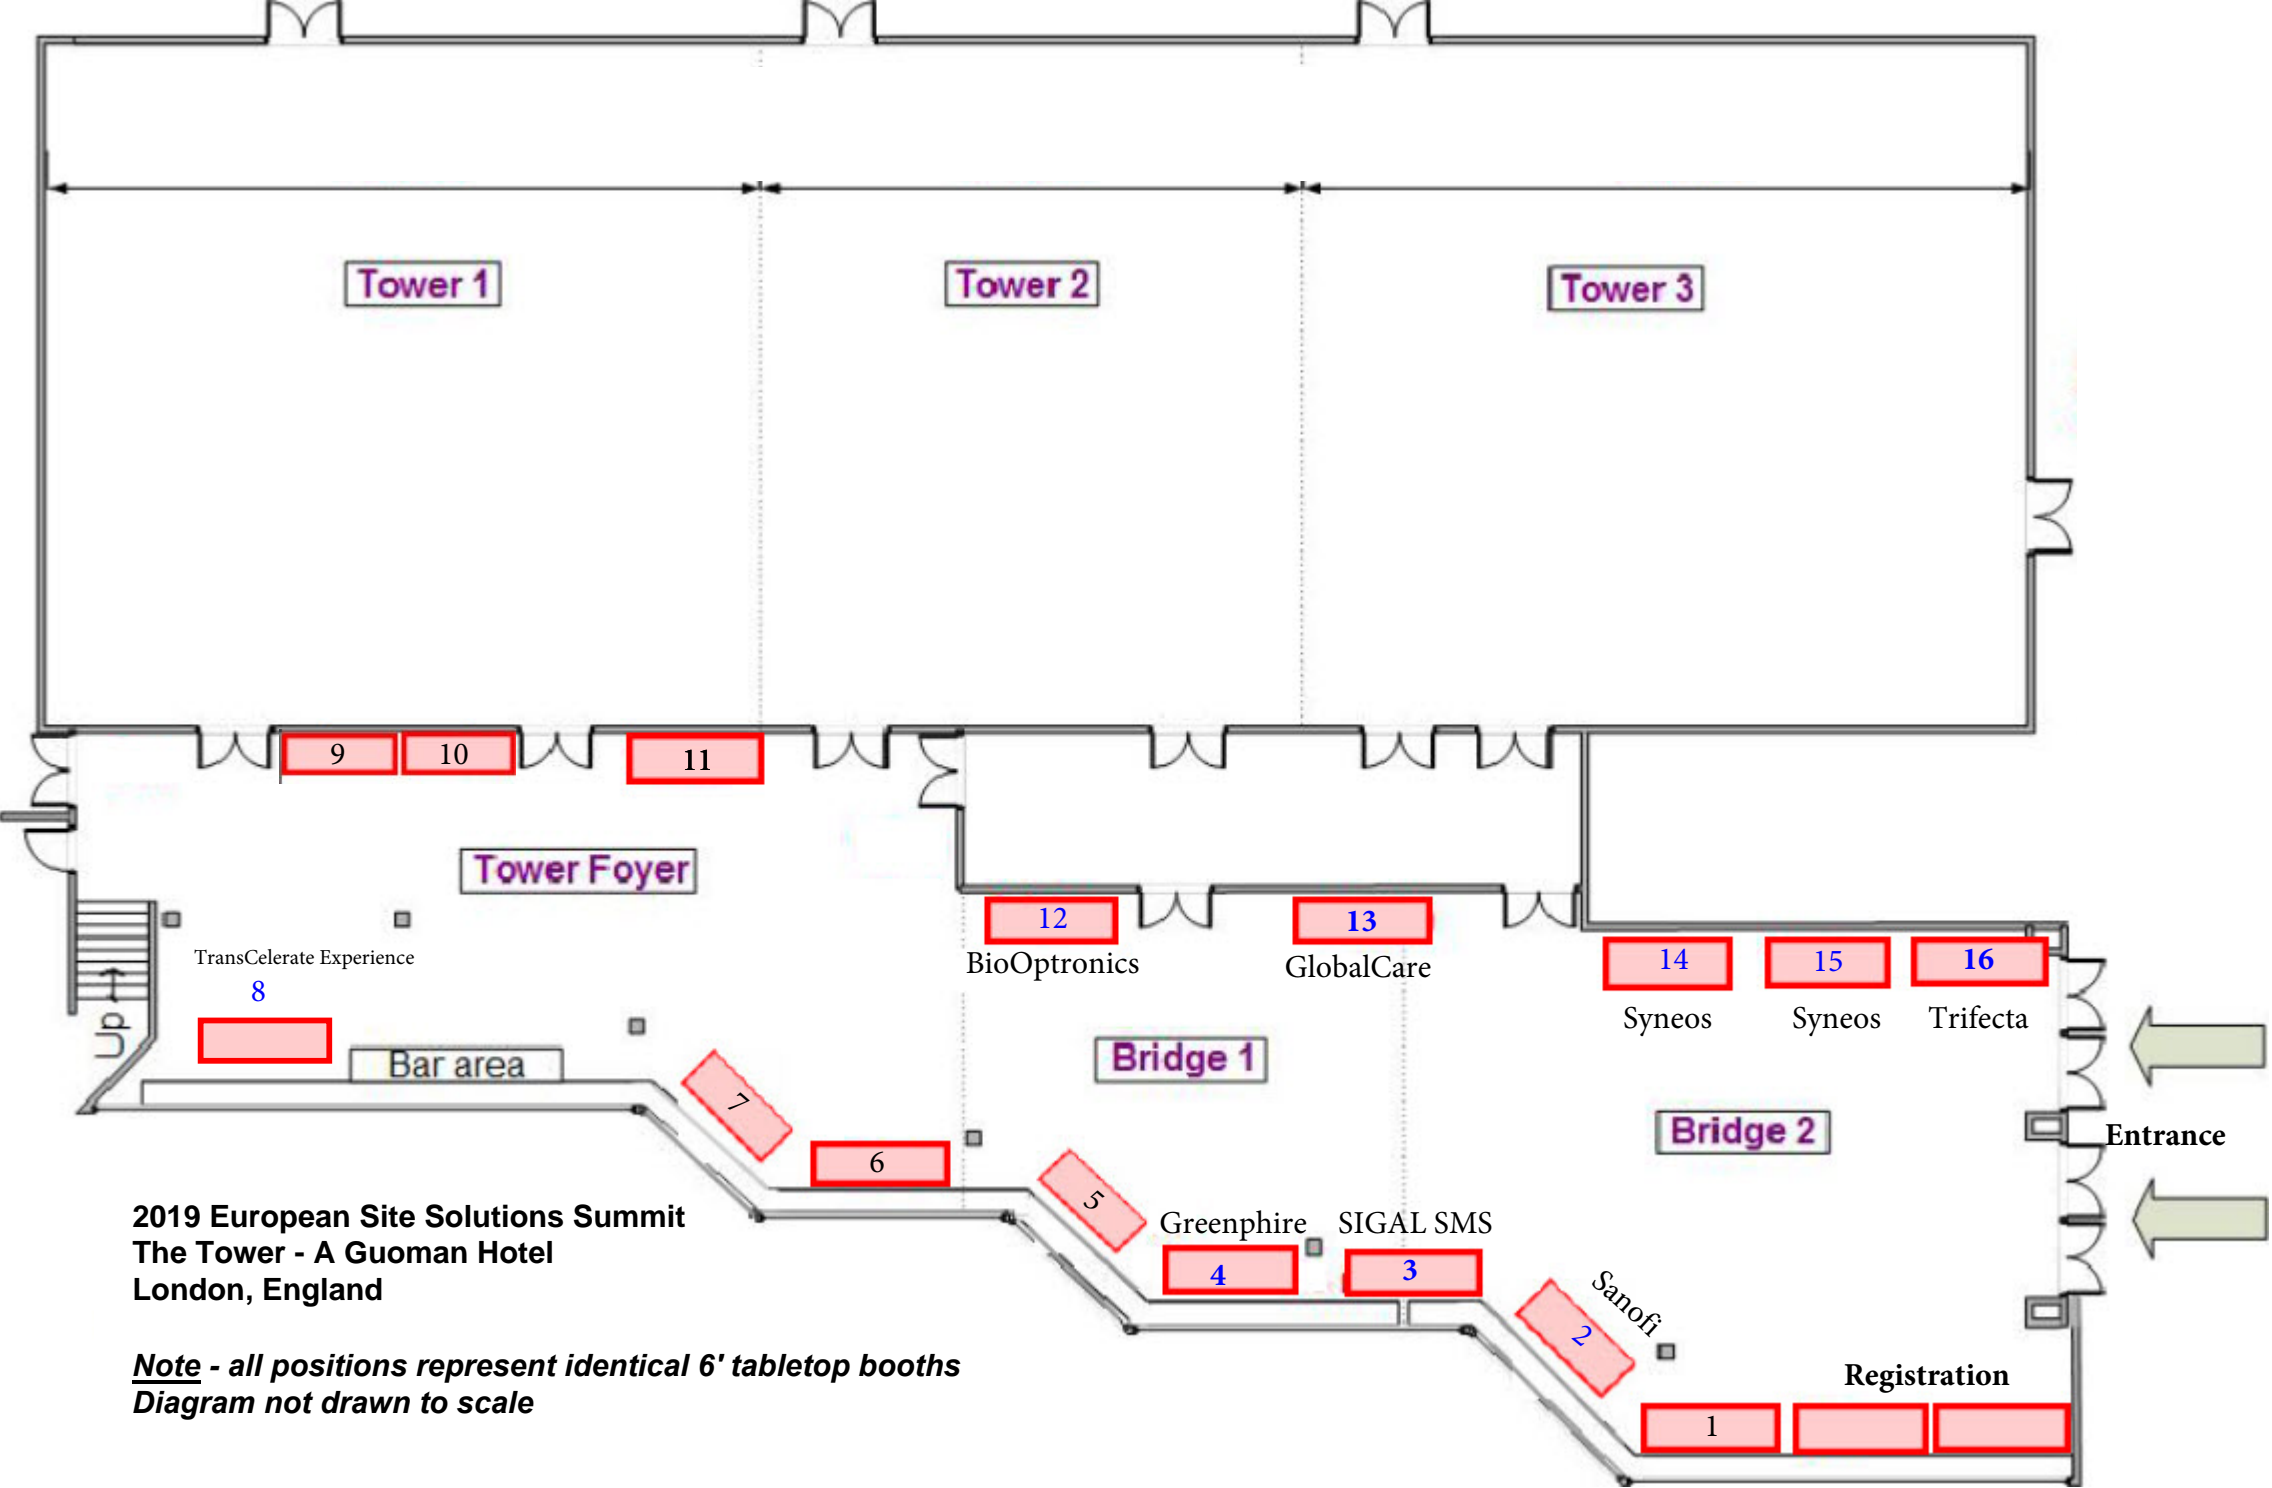 Tower 1
Tower 2
Tower 3
9
10
11
Tower Foyer
12
13
BioOptronics
GlobalCare
14
15
16
Syneos
Syneos
Trifecta
TransCelerate Experience
8
Up
Bar area
Bridge 1
Bridge 2
Entrance
7
6
5
Greenphire
SIGAL SMS
4
3
Sanofi
2
Registration
1
2019 European Site Solutions Summit
The Tower - A Guoman Hotel
London, England
Note - all positions represent identical 6' tabletop booths
Diagram not drawn to scale